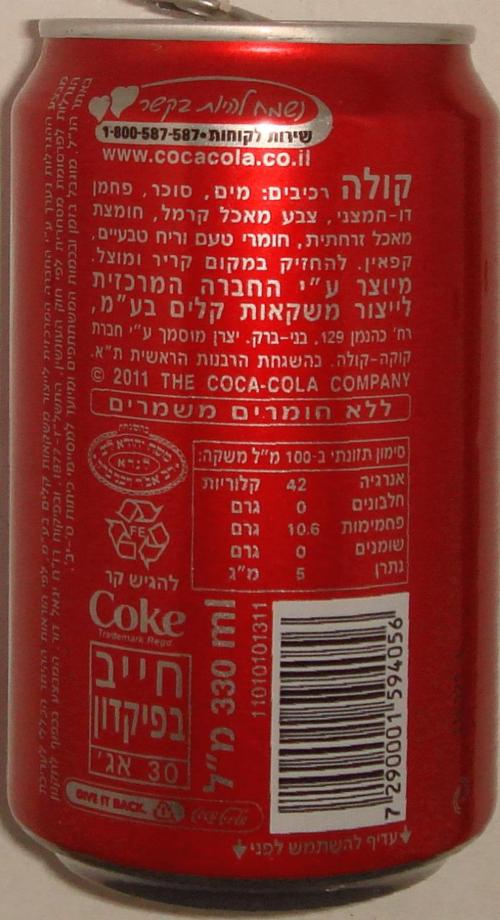 נשמח להיות בקשר
שירות לקוחות•1-800-587-587
www.cocacola.co.il
קולה רכיבים: מים, סוכר, פחמן
דו-חמצני, צבע מאכל קרמל, חומצת
מאכל זרחתית, חומרי טעם וריח טבעיים,
קפאין. להחזיק במקום קריר ומוצל.
מיוצר ע"י החברה המרכזית
לייצור משקאות קלים בע"מ,
רח' כהנמן 129, בני-ברק. יצרן מוסמך ע"י חברת
קוקה-קולה. בהשגחת הרבנות הראשית ת"א.
© 2011 THE COCA-COLA COMPANY
ללא חומרים משמרים
סימון תזונתי ב-100 מ"ל משקה:
אנרגיה 42 קלוריות
חלבונים 0 גרם
פחמימות 10.6 גרם
שומנים 0 גרם
נתרן 5 מ"ג
FE
להגיש קר
Coke
Trademark Regd.
חייב
בפיקדון
30 אג'
GIVE IT BACK.
Coca-Cola
330 ml מ"ל
11010101311
7 290001 594056
עדיף להשתמש לפני